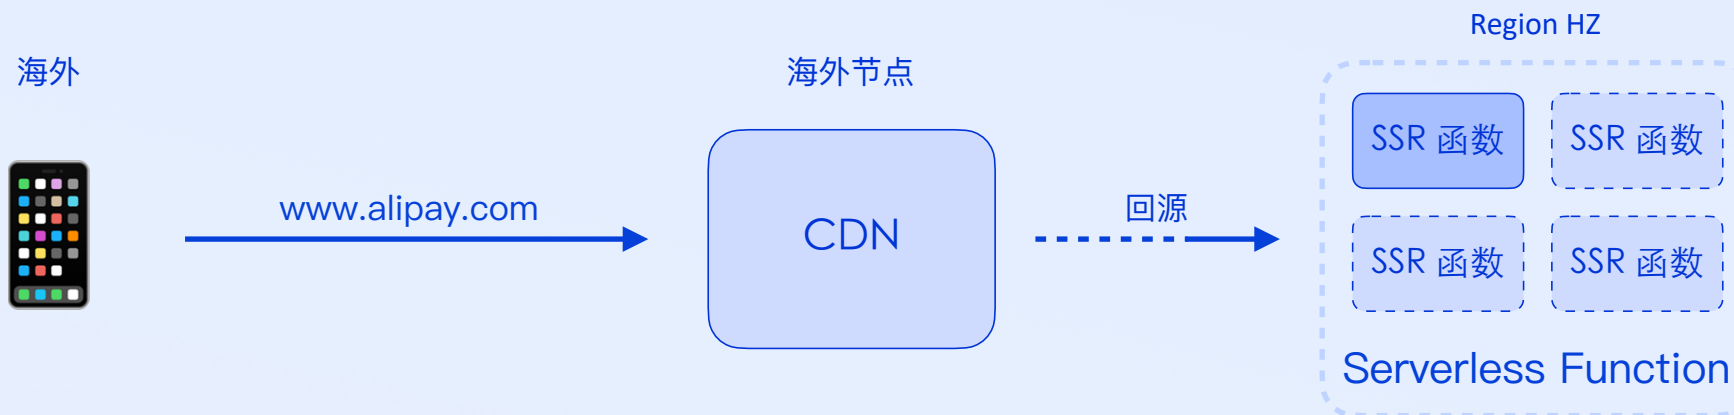 Region HZ
海外
海外节点
SSR 函数
SSR 函数
www.alipay.com
CDN
回源
SSR 函数
SSR 函数
Serverless Function